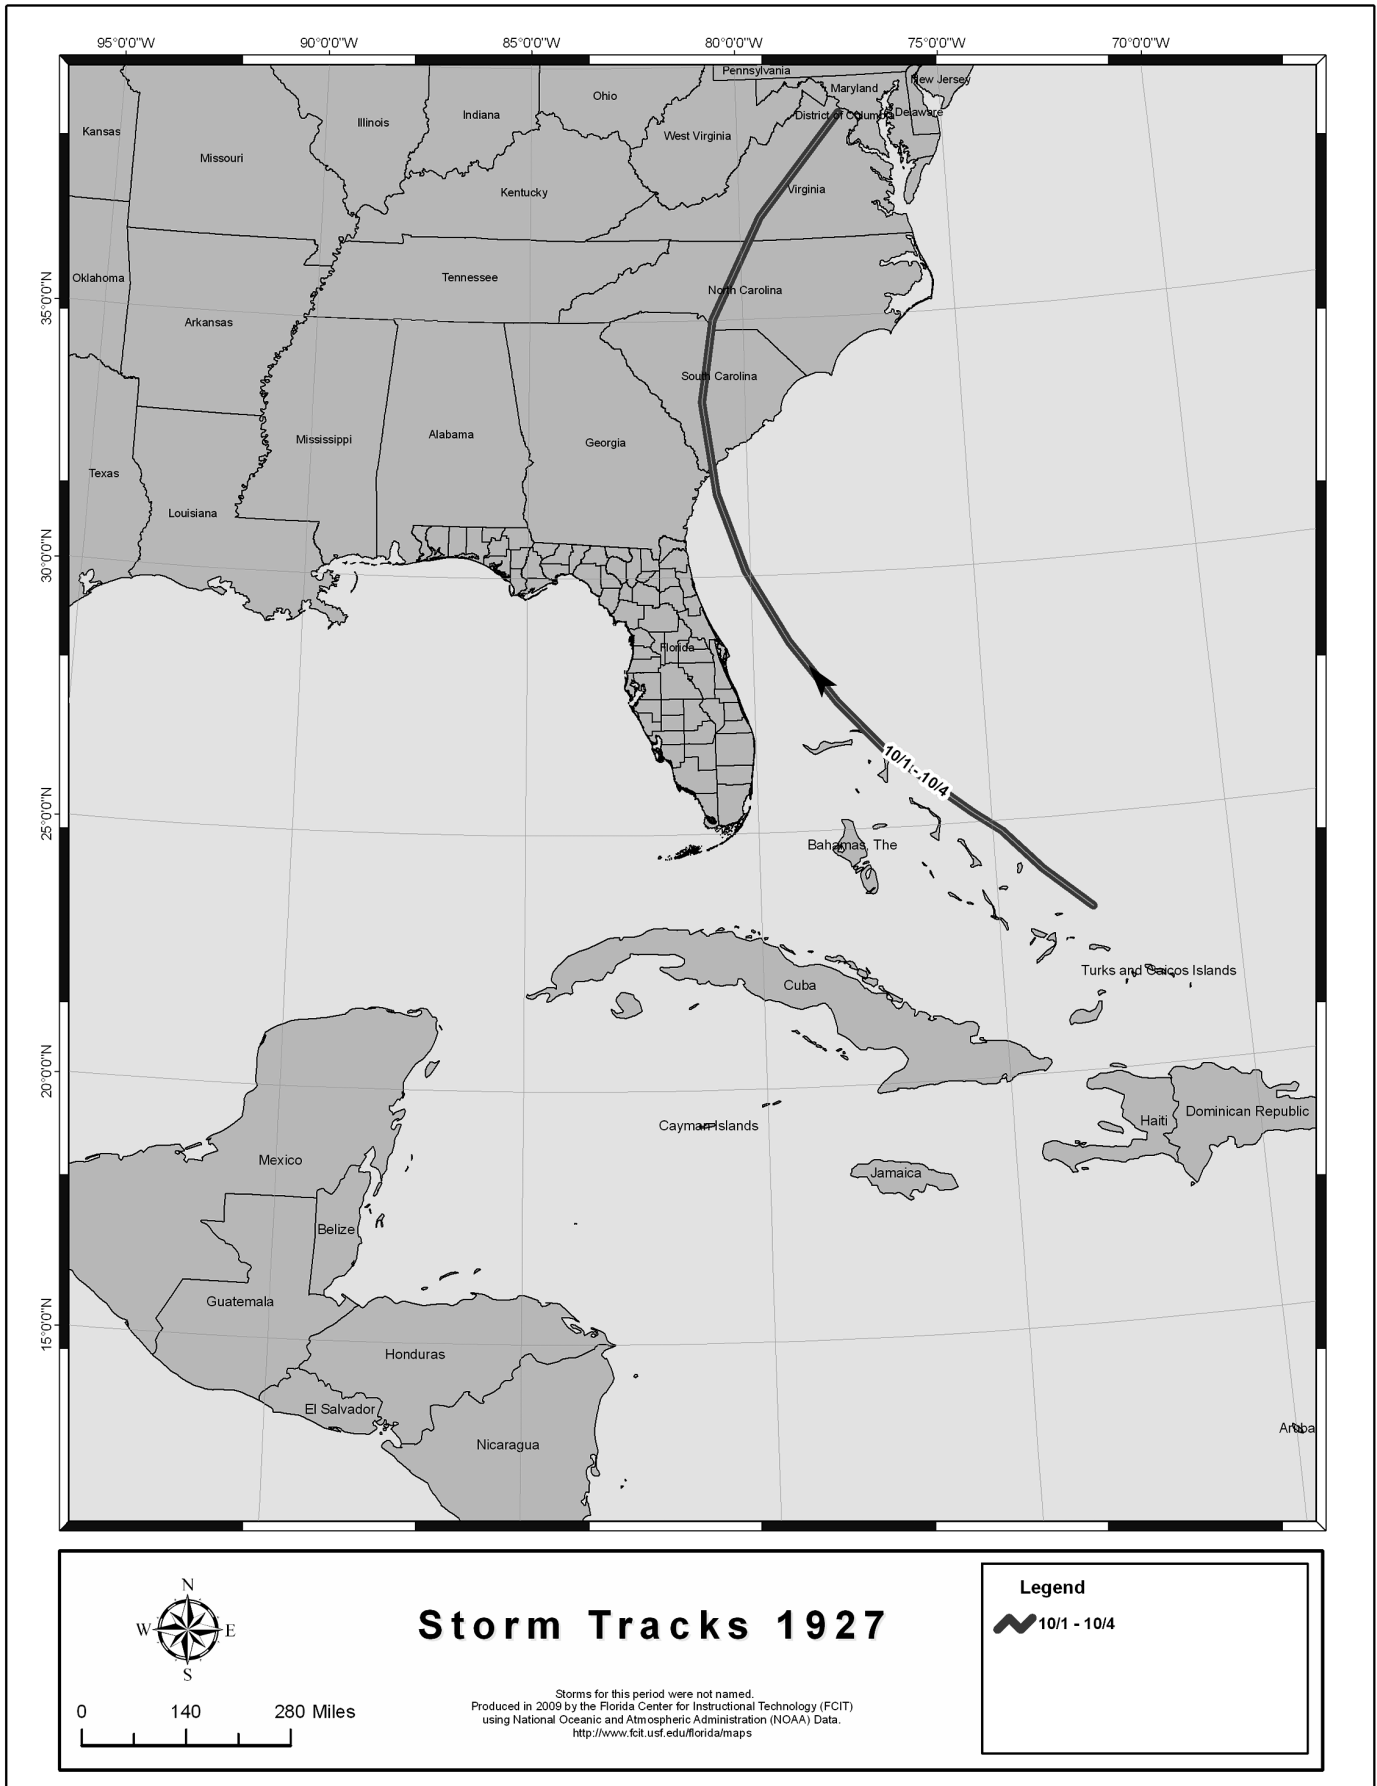 95°0'0"W 90°0'0"W 85°0'0"W 80°0'0"W 75°0'0"W 70°0'0"W
Pennsylvania
New Jersey
Maryland
Ohio
Indiana
Illinois
District of Columbia
Delaware
Kansas
West Virginia
Missouri
Kentucky
Virginia
35°0'0"N
Oklahoma
Tennessee
North Carolina
Arkansas
South Carolina
Mississippi
Alabama
Georgia
Texas
Louisiana
30°0'0"N
Florida
10/1 - 10/4
25°0'0"N
Bahamas, The
Turks and Caicos Islands
Cuba
20°0'0"N
Dominican Republic
Haiti
Cayman Islands
Mexico
Jamaica
Belize
Guatemala
15°0'0"N
Honduras
El Salvador
Aruba
Nicaragua
N
W E
S
0 140 280 Miles
Storm Tracks 1927
Storms for this period were not named.
Produced in 2009 by the Florida Center for Instructional Technology (FCIT)
using National Oceanic and Atmospheric Administration (NOAA) Data.
http://www.fcit.usf.edu/florida/maps
Legend
10/1 - 10/4